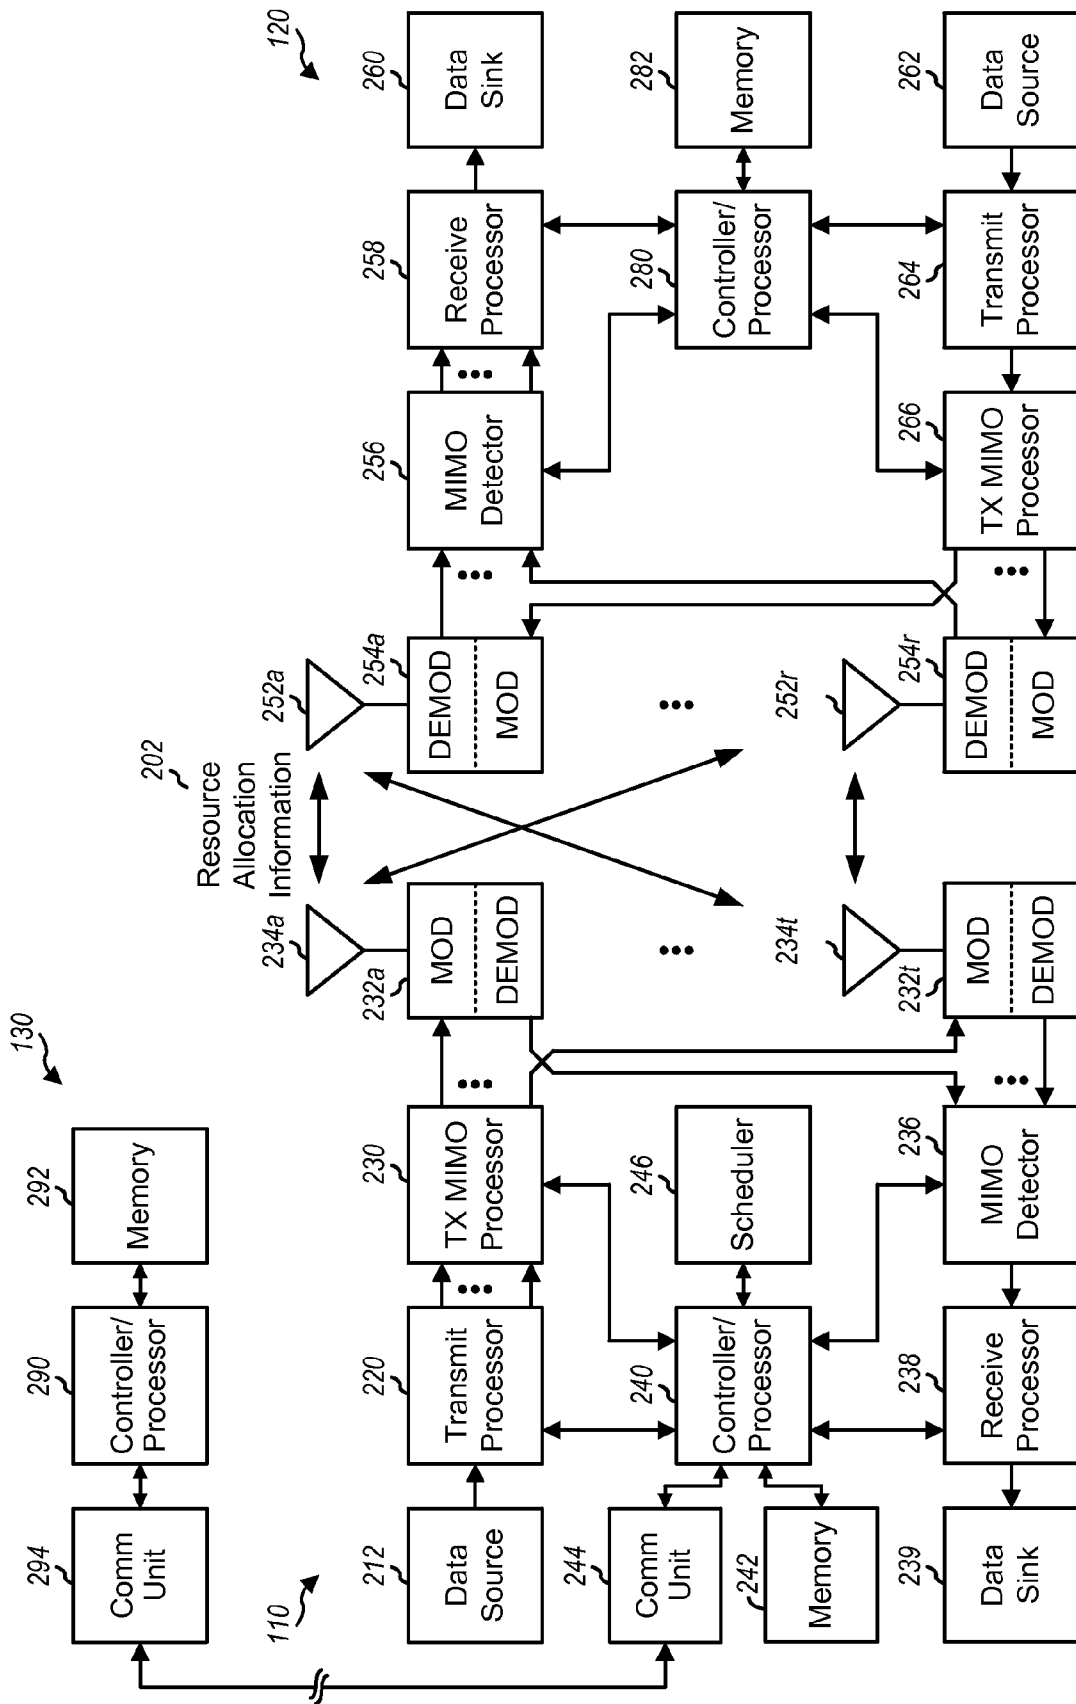 130
294
Comm
Unit
290
Controller/
Processor
292
Memory
110
120
202
Resource
Allocation
Information
212
Data
Source
220
Transmit
Processor
230
TX MIMO
Processor
232a
MOD
DEMOD
234a
252a
254a
DEMOD
MOD
256
MIMO
Detector
258
Receive
Processor
260
Data
Sink
244
Comm
Unit
242
Memory
240
Controller/
Processor
246
Scheduler
280
Controller/
Processor
282
Memory
239
Data
Sink
238
Receive
Processor
236
MIMO
Detector
232t
MOD
DEMOD
234t
252r
254r
DEMOD
MOD
266
TX MIMO
Processor
264
Transmit
Processor
262
Data
Source